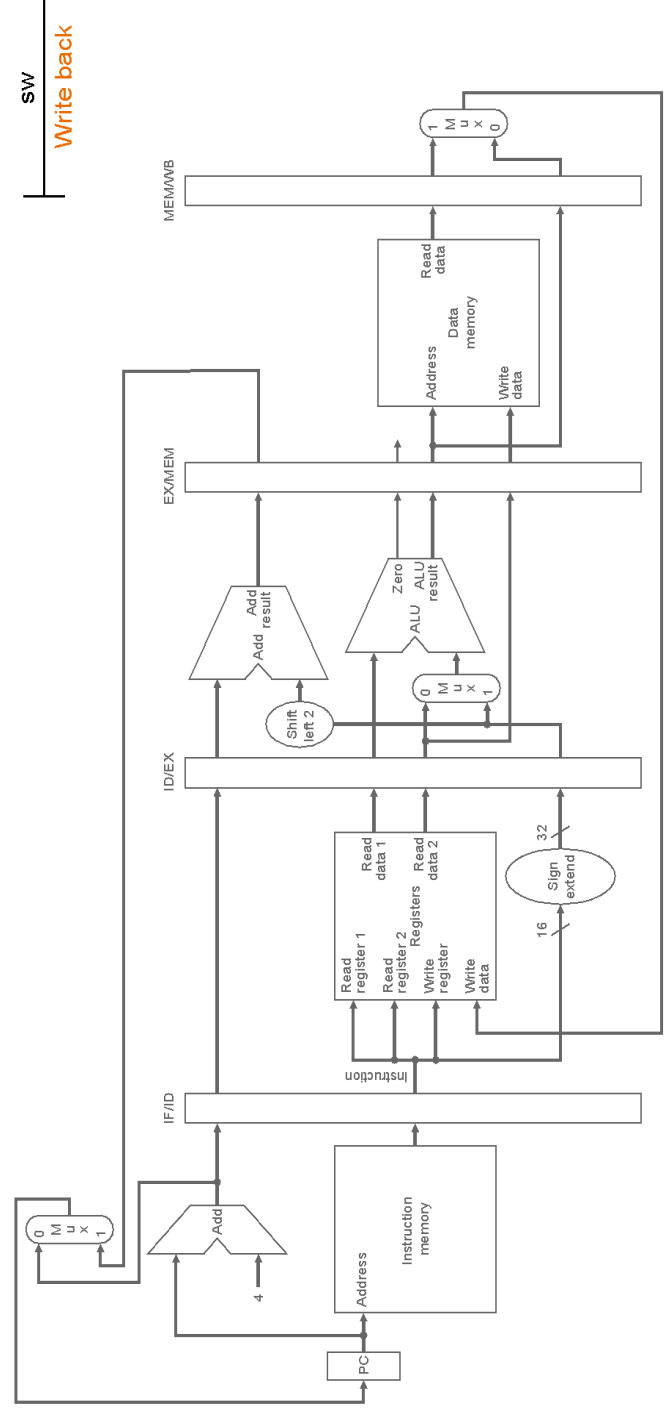 sw
Write back
IF/ID
ID/EX
EX/MEM
MEM/WB
0
M
u
x
1
Add
4
PC
Address
Instruction
memory
Instruction
Read
register 1
Read
register 2
Registers
Write
register
Write
data
Read
data 1
Read
data 2
16
Sign
extend
32
Shift
left 2
Add
Add
result
0
M
u
x
1
ALU
Zero
ALU
result
Address
Data
memory
Write
data
Read
data
1
M
u
x
0